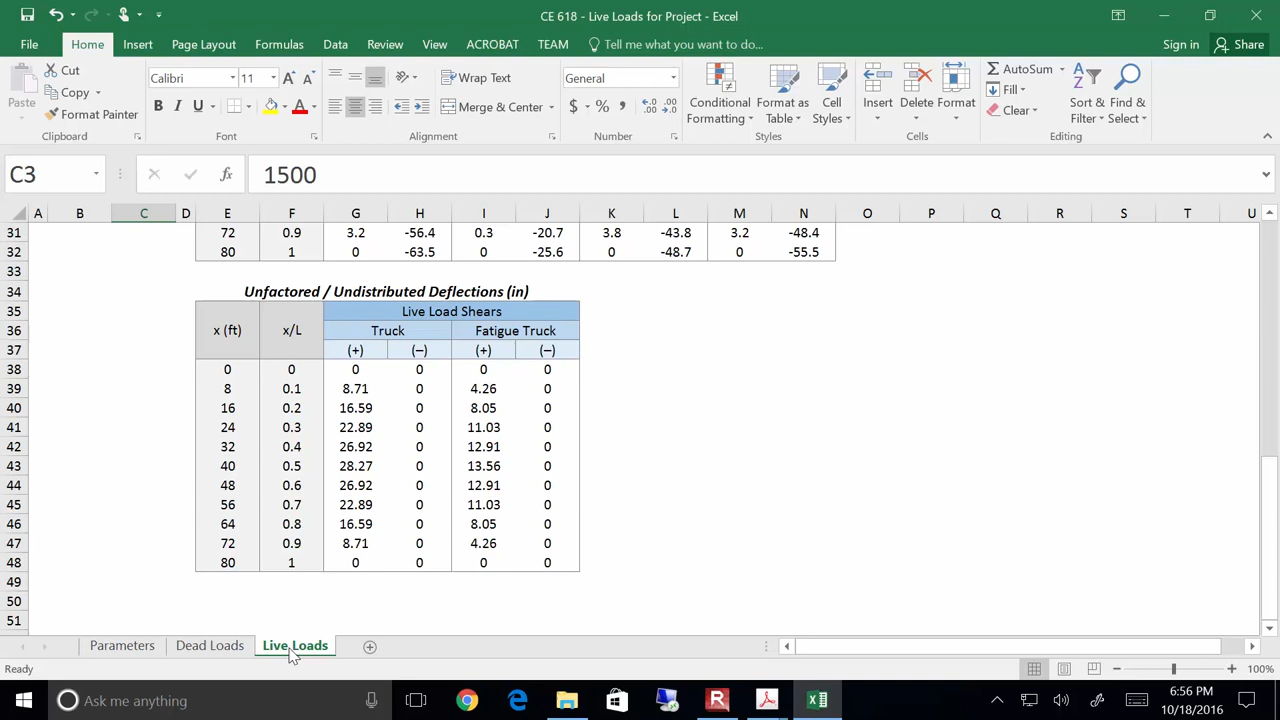 CE 618 - Live Loads for Project - Excel
File Home Insert Page Layout Formulas Data Review View ACROBAT TEAM Tell me what you want to do... Sign in Share
Paste Cut Copy Format Painter Clipboard
Calibri 11 B I U A Font
Wrap Text Merge & Center Alignment
General $ % , Number
Conditional Formatting Format as Table Cell Styles Styles
Insert Delete Format Cells
AutoSum Fill Clear Sort & Filter Find & Select Editing
C3 fx 1500
A B C D E F G H I J K L M N O P Q R S T U
31 72 0.9 3.2 -56.4 0.3 -20.7 3.8 -43.8 3.2 -48.4
32 80 1 0 -63.5 0 -25.6 0 -48.7 0 -55.5
33
34 Unfactored / Undistributed Deflections (in)
35 Live Load Shears
36 x (ft) x/L Truck Fatigue Truck
37 (+) (–) (+) (–)
38 0 0 0 0 0 0
39 8 0.1 8.71 0 4.26 0
40 16 0.2 16.59 0 8.05 0
41 24 0.3 22.89 0 11.03 0
42 32 0.4 26.92 0 12.91 0
43 40 0.5 28.27 0 13.56 0
44 48 0.6 26.92 0 12.91 0
45 56 0.7 22.89 0 11.03 0
46 64 0.8 16.59 0 8.05 0
47 72 0.9 8.71 0 4.26 0
48 80 1 0 0 0 0
49
50
51
Parameters Dead Loads Live Loads
Ready 100%
Ask me anything 6:56 PM
10/18/2016